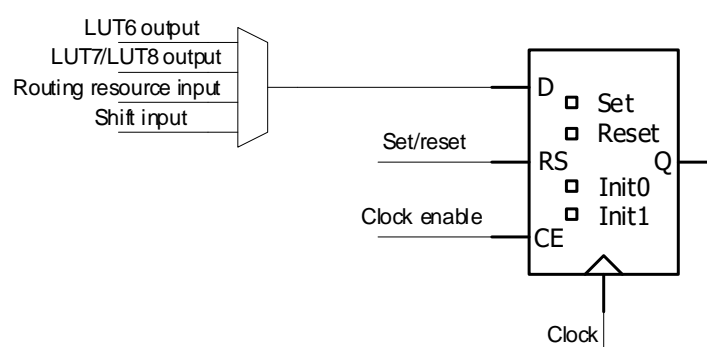 LUT6 output
LUT7/LUT8 output
Routing resource input
Shift input
D
Set
Reset
Set/reset
RS
Q
Init0
Init1
Clock enable
CE
Clock